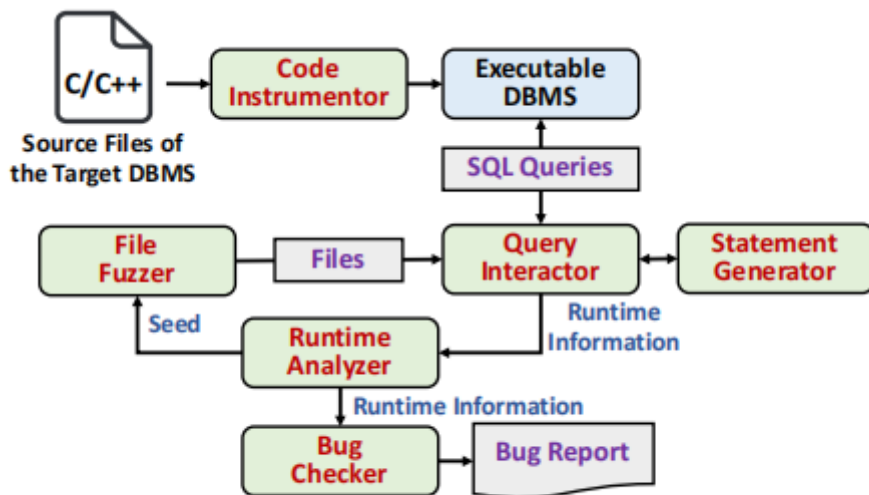 C/C++
Source Files of
the Target DBMS
Code
Instrumentor
Executable
DBMS
SQL Queries
File
Fuzzer
Files
Query
Interactor
Statement
Generator
Seed
Runtime
Analyzer
Runtime
Information
Runtime Information
Bug
Checker
Bug Report